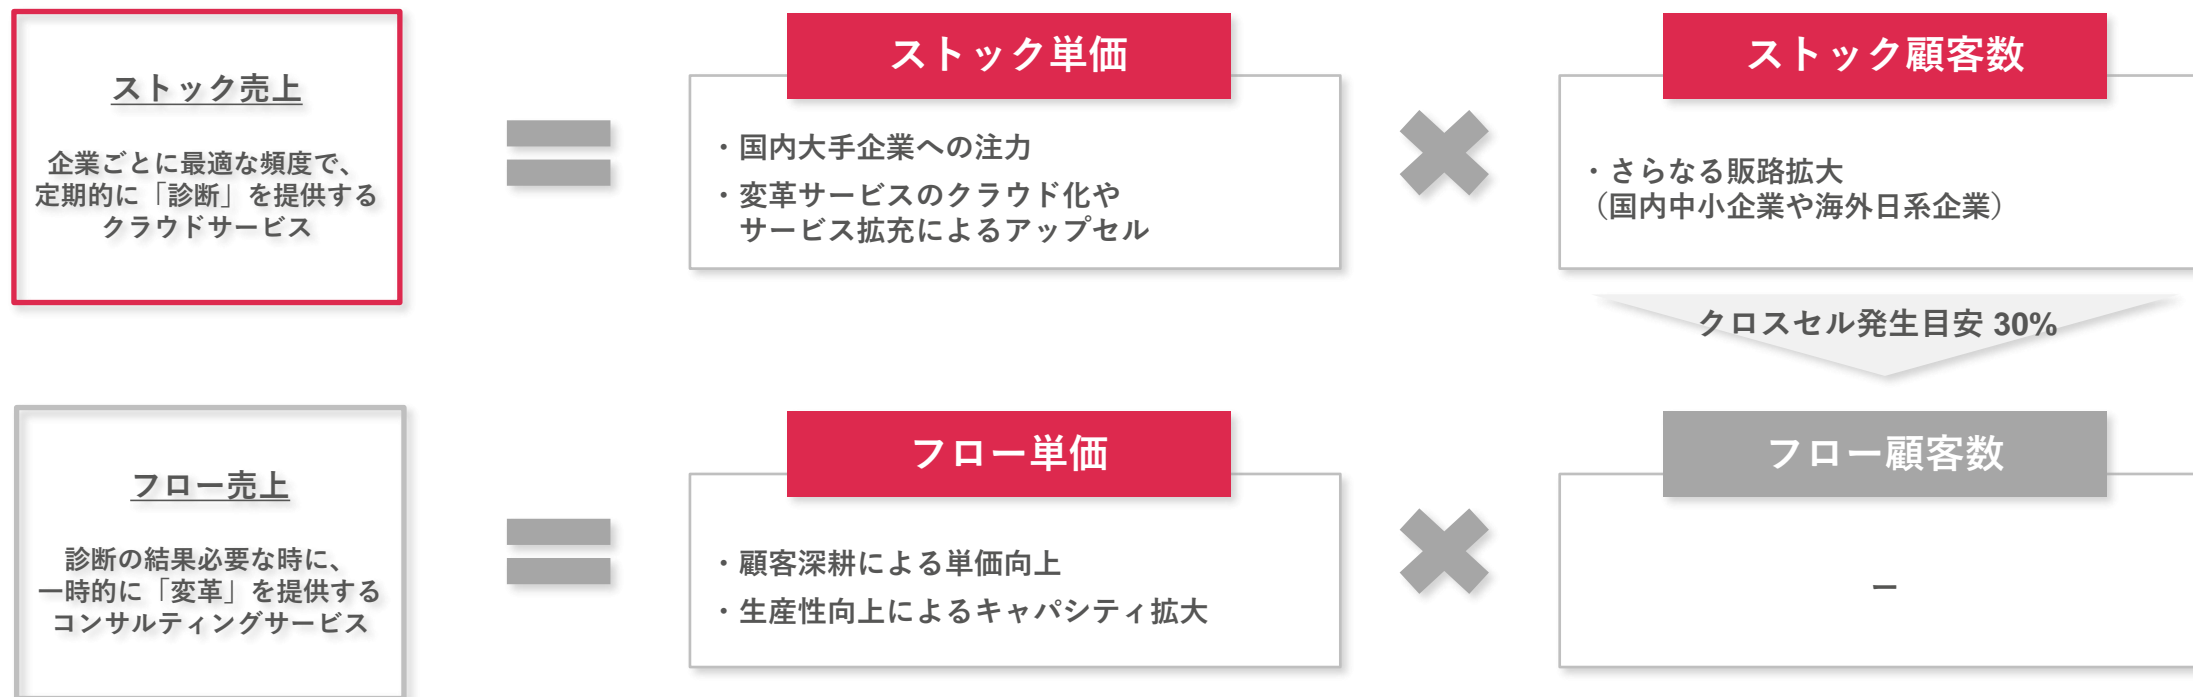 ストック売上
企業ごとに最適な頻度で、
定期的に「診断」を提供する
クラウドサービス
ストック単価
・国内大手企業への注力
・変革サービスのクラウド化や
サービス拡充によるアップセル
ストック顧客数
・さらなる販路拡大
（国内中小企業や海外日系企業）
クロスセル発生目安 30%
フロー売上
診断の結果必要な時に、
一時的に「変革」を提供する
コンサルティングサービス
フロー単価
・顧客深耕による単価向上
・生産性向上によるキャパシティ拡大
フロー顧客数
ー